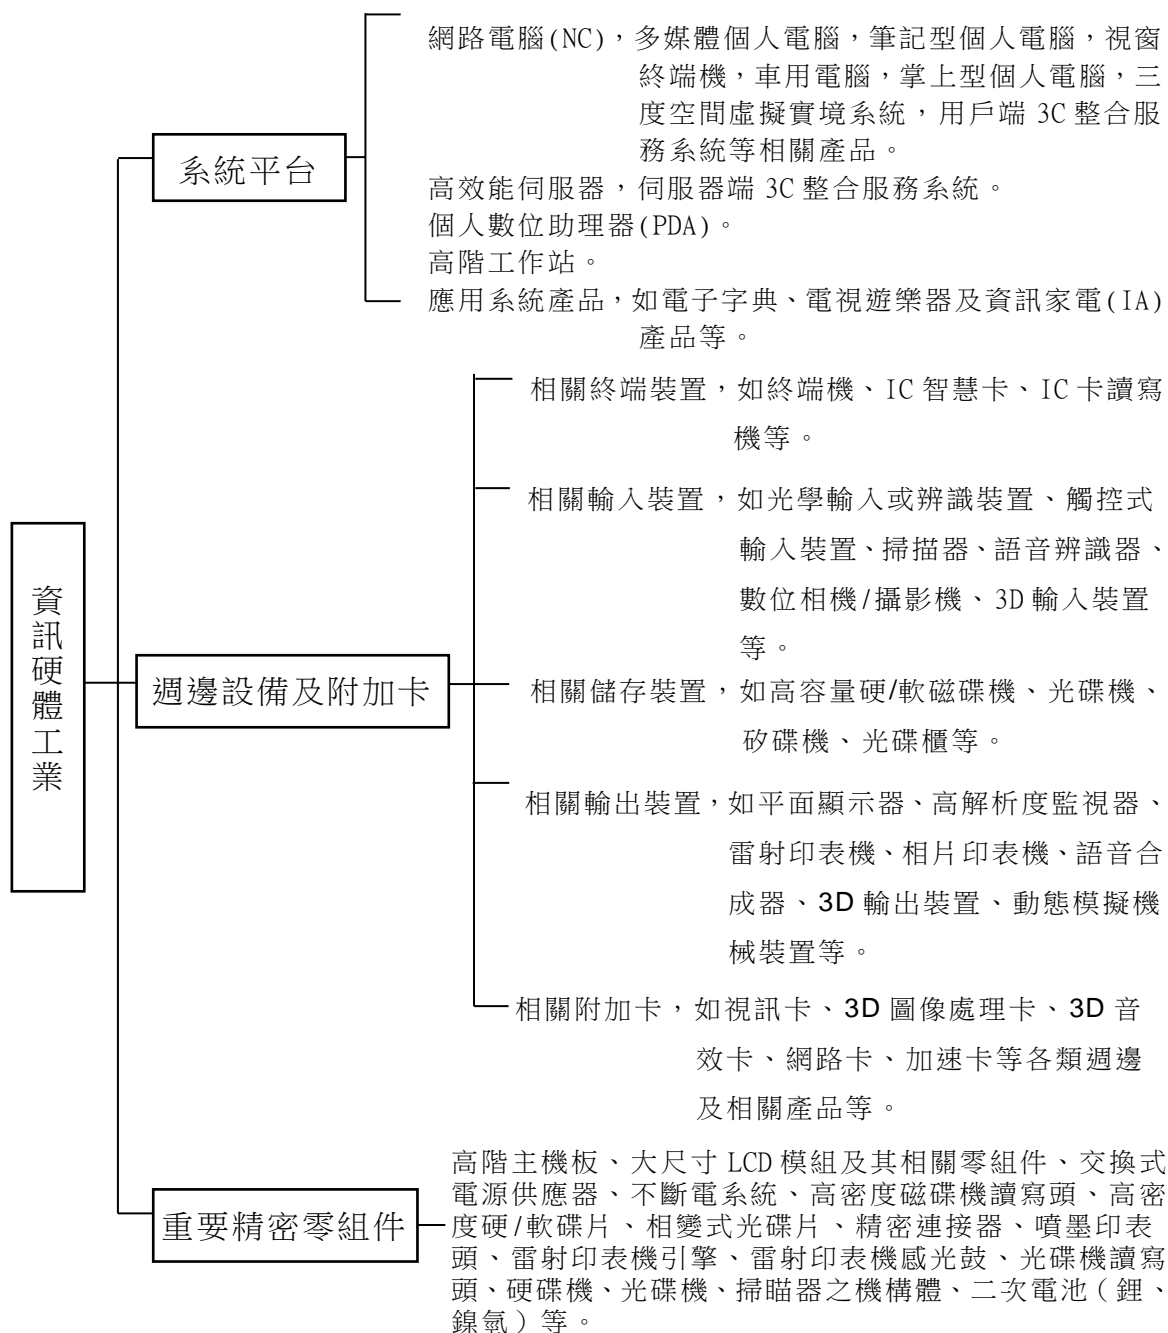 網路電腦(NC)，多媒體個人電腦，筆記型個人電腦，視窗
終端機，車用電腦，掌上型個人電腦，三
度空間虛擬實境系統，用戶端 3C 整合服
務系統等相關產品。
系統平台
高效能伺服器，伺服器端 3C 整合服務系統。
個人數位助理器(PDA)。
高階工作站。
應用系統產品，如電子字典、電視遊樂器及資訊家電(IA)
產品等。
相關終端裝置，如終端機、IC 智慧卡、IC 卡讀寫
機等。
相關輸入裝置，如光學輸入或辨識裝置、觸控式
輸入裝置、掃描器、語音辨識器、
數位相機/攝影機、3D 輸入裝置
等。
資訊硬體工業
週邊設備及附加卡
相關儲存裝置，如高容量硬/軟磁碟機、光碟機、
矽碟機、光碟櫃等。
相關輸出裝置，如平面顯示器、高解析度監視器、
雷射印表機、相片印表機、語音合
成器、3D 輸出裝置、動態模擬機
械裝置等。
相關附加卡，如視訊卡、3D 圖像處理卡、3D 音
效卡、網路卡、加速卡等各類週邊
及相關產品等。
重要精密零組件
高階主機板、大尺寸 LCD 模組及其相關零組件、交換式
電源供應器、不斷電系統、高密度磁碟機讀寫頭、高密
度硬/軟碟片、相變式光碟片、精密連接器、噴墨印表
頭、雷射印表機引擎、雷射印表機感光鼓、光碟機讀寫
頭、硬碟機、光碟機、掃瞄器之機構體、二次電池（鋰、
鎳氫）等。